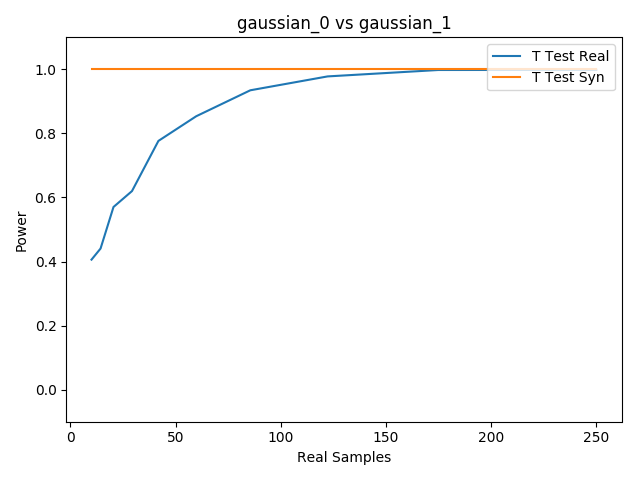 gaussian_0 vs gaussian_1
T Test Real
T Test Syn
1.0
0.8
0.6
0.4
0.2
0.0
Power
0 50 100 150 200 250
Real Samples